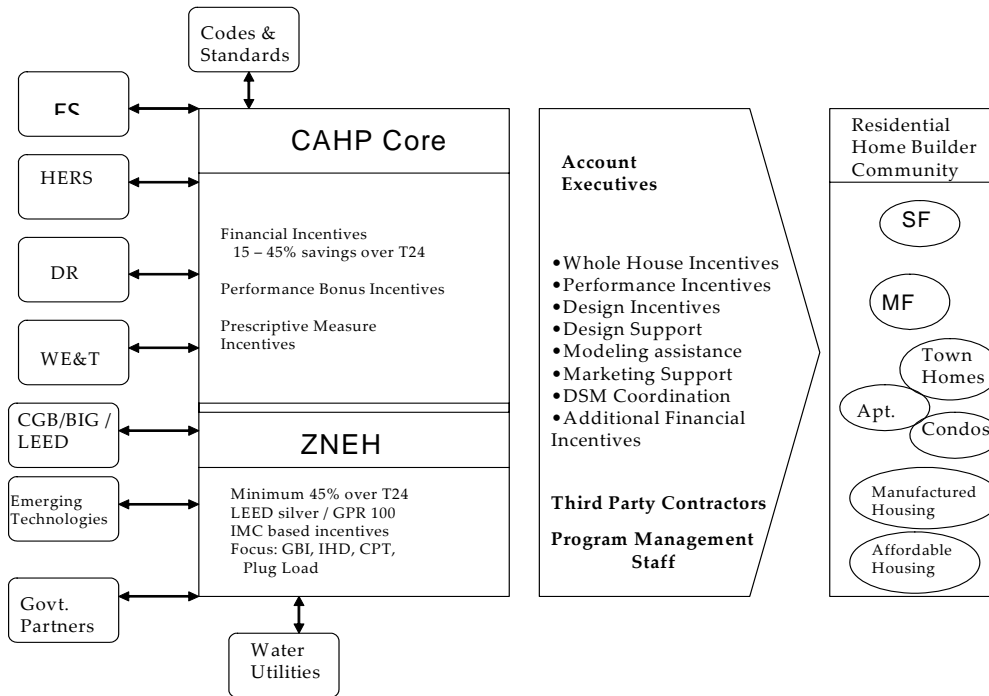 Codes &
Standards
HERS
DR
WE&T
CGB/BIG /
LEED
Emerging
Technologies
Govt.
Partners
CAHP Core
Financial Incentives
15 – 45% savings over T24
Performance Bonus Incentives
Prescriptive Measure
Incentives
ZNEH
Minimum 45% over T24
LEED silver / GPR 100
IMC based incentives
Focus: GBI, IHD, CPT,
Plug Load
Water
Utilities
Account
Executives
•Whole House Incentives
•Performance Incentives
•Design Incentives
•Design Support
•Modeling assistance
•Marketing Support
•DSM Coordination
•Additional Financial
Incentives
Third Party Contractors
Program Management
Staff
Residential
Home Builder
Community
SF
MF
Town
Homes
Apt.
Condos
Manufactured
Housing
Affordable
Housing